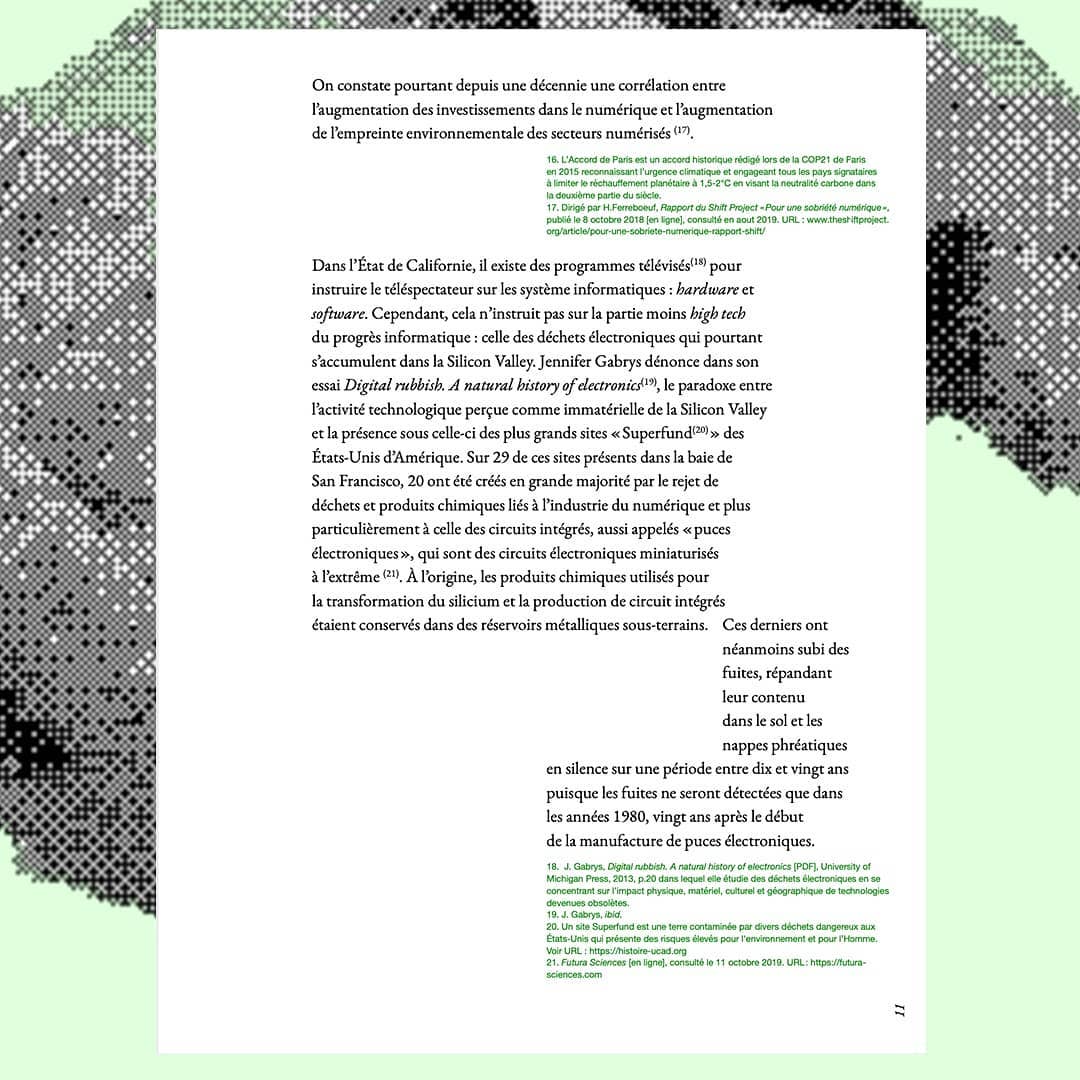 On constate pourtant depuis une décennie une corrélation entre
l'augmentation des investissements dans le numérique et l'augmentation
de l'empreinte environnementale des secteurs numérisés (17).
16. L'Accord de Paris est un accord historique rédigé lors de la COP21 de Paris
en 2015 reconnaissant l'urgence climatique et engageant tous les pays signataires
à limiter le réchauffement planétaire à 1,5-2°C en visant la neutralité carbone dans
la deuxième partie du siècle.
17. Dirigé par H.Ferreboeuf, Rapport du Shift Project «Pour une sobriété numérique»,
publié le 8 octobre 2018 [en ligne], consulté en aout 2019. URL : www.theshiftproject.
org/article/pour-une-sobriete-numerique-rapport-shift/
Dans l'État de Californie, il existe des programmes télévisés(18) pour
instruire le téléspectateur sur les système informatiques : hardware et
software. Cependant, cela n'instruit pas sur la partie moins high tech
du progrès informatique : celle des déchets électroniques qui pourtant
s'accumulent dans la Silicon Valley. Jennifer Gabrys dénonce dans son
essai Digital rubbish. A natural history of electronics(19), le paradoxe entre
l'activité technologique perçue comme immatérielle de la Silicon Valley
et la présence sous celle-ci des plus grands sites «Superfund(20)» des
États-Unis d'Amérique. Sur 29 de ces sites présents dans la baie de
San Francisco, 20 ont été créés en grande majorité par le rejet de
déchets et produits chimiques liés à l'industrie du numérique et plus
particulièrement à celle des circuits intégrés, aussi appelés «puces
électroniques», qui sont des circuits électroniques miniaturisés
à l'extrême (21). À l'origine, les produits chimiques utilisés pour
la transformation du silicium et la production de circuit intégrés
étaient conservés dans des réservoirs métalliques sous-terrains. Ces derniers ont
néanmoins subi des
fuites, répandant
leur contenu
dans le sol et les
nappes phréatiques
en silence sur une période entre dix et vingt ans
puisque les fuites ne seront détectées que dans
les années 1980, vingt ans après le début
de la manufacture de puces électroniques.
18. J. Gabrys, Digital rubbish. A natural history of electronics [PDF], University of
Michigan Press, 2013, p.20 dans lequel elle étudie des déchets électroniques en se
concentrant sur l'impact physique, matériel, culturel et géographique de technologies
devenues obsolètes.
19. J. Gabrys, ibid.
20. Un site Superfund est une terre contaminée par divers déchets dangereux aux
États-Unis qui présente des risques élevés pour l'environnement et pour l'Homme.
Voir URL : https://histoire-ucad.org
21. Futura Sciences [en ligne], consulté le 11 octobre 2019. URL: https://futura-
sciences.com
11